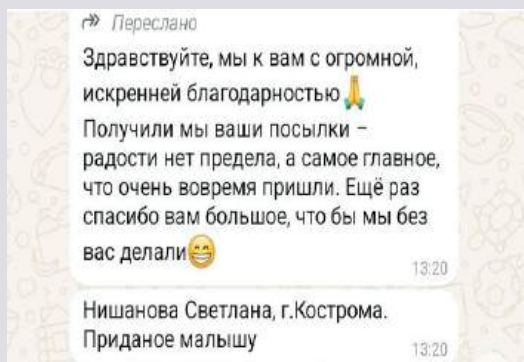 Переслано
Здравствуйте, мы к вам с огромной,
искренней благодарностью🙏
Получили мы ваши посылки –
радости нет предела, а самое главное,
что очень вовремя пришли. Ещё раз
спасибо вам большое, что бы мы без
вас делали😁
13:20
Нишанова Светлана, г.Кострома.
Приданое малышу
13:20